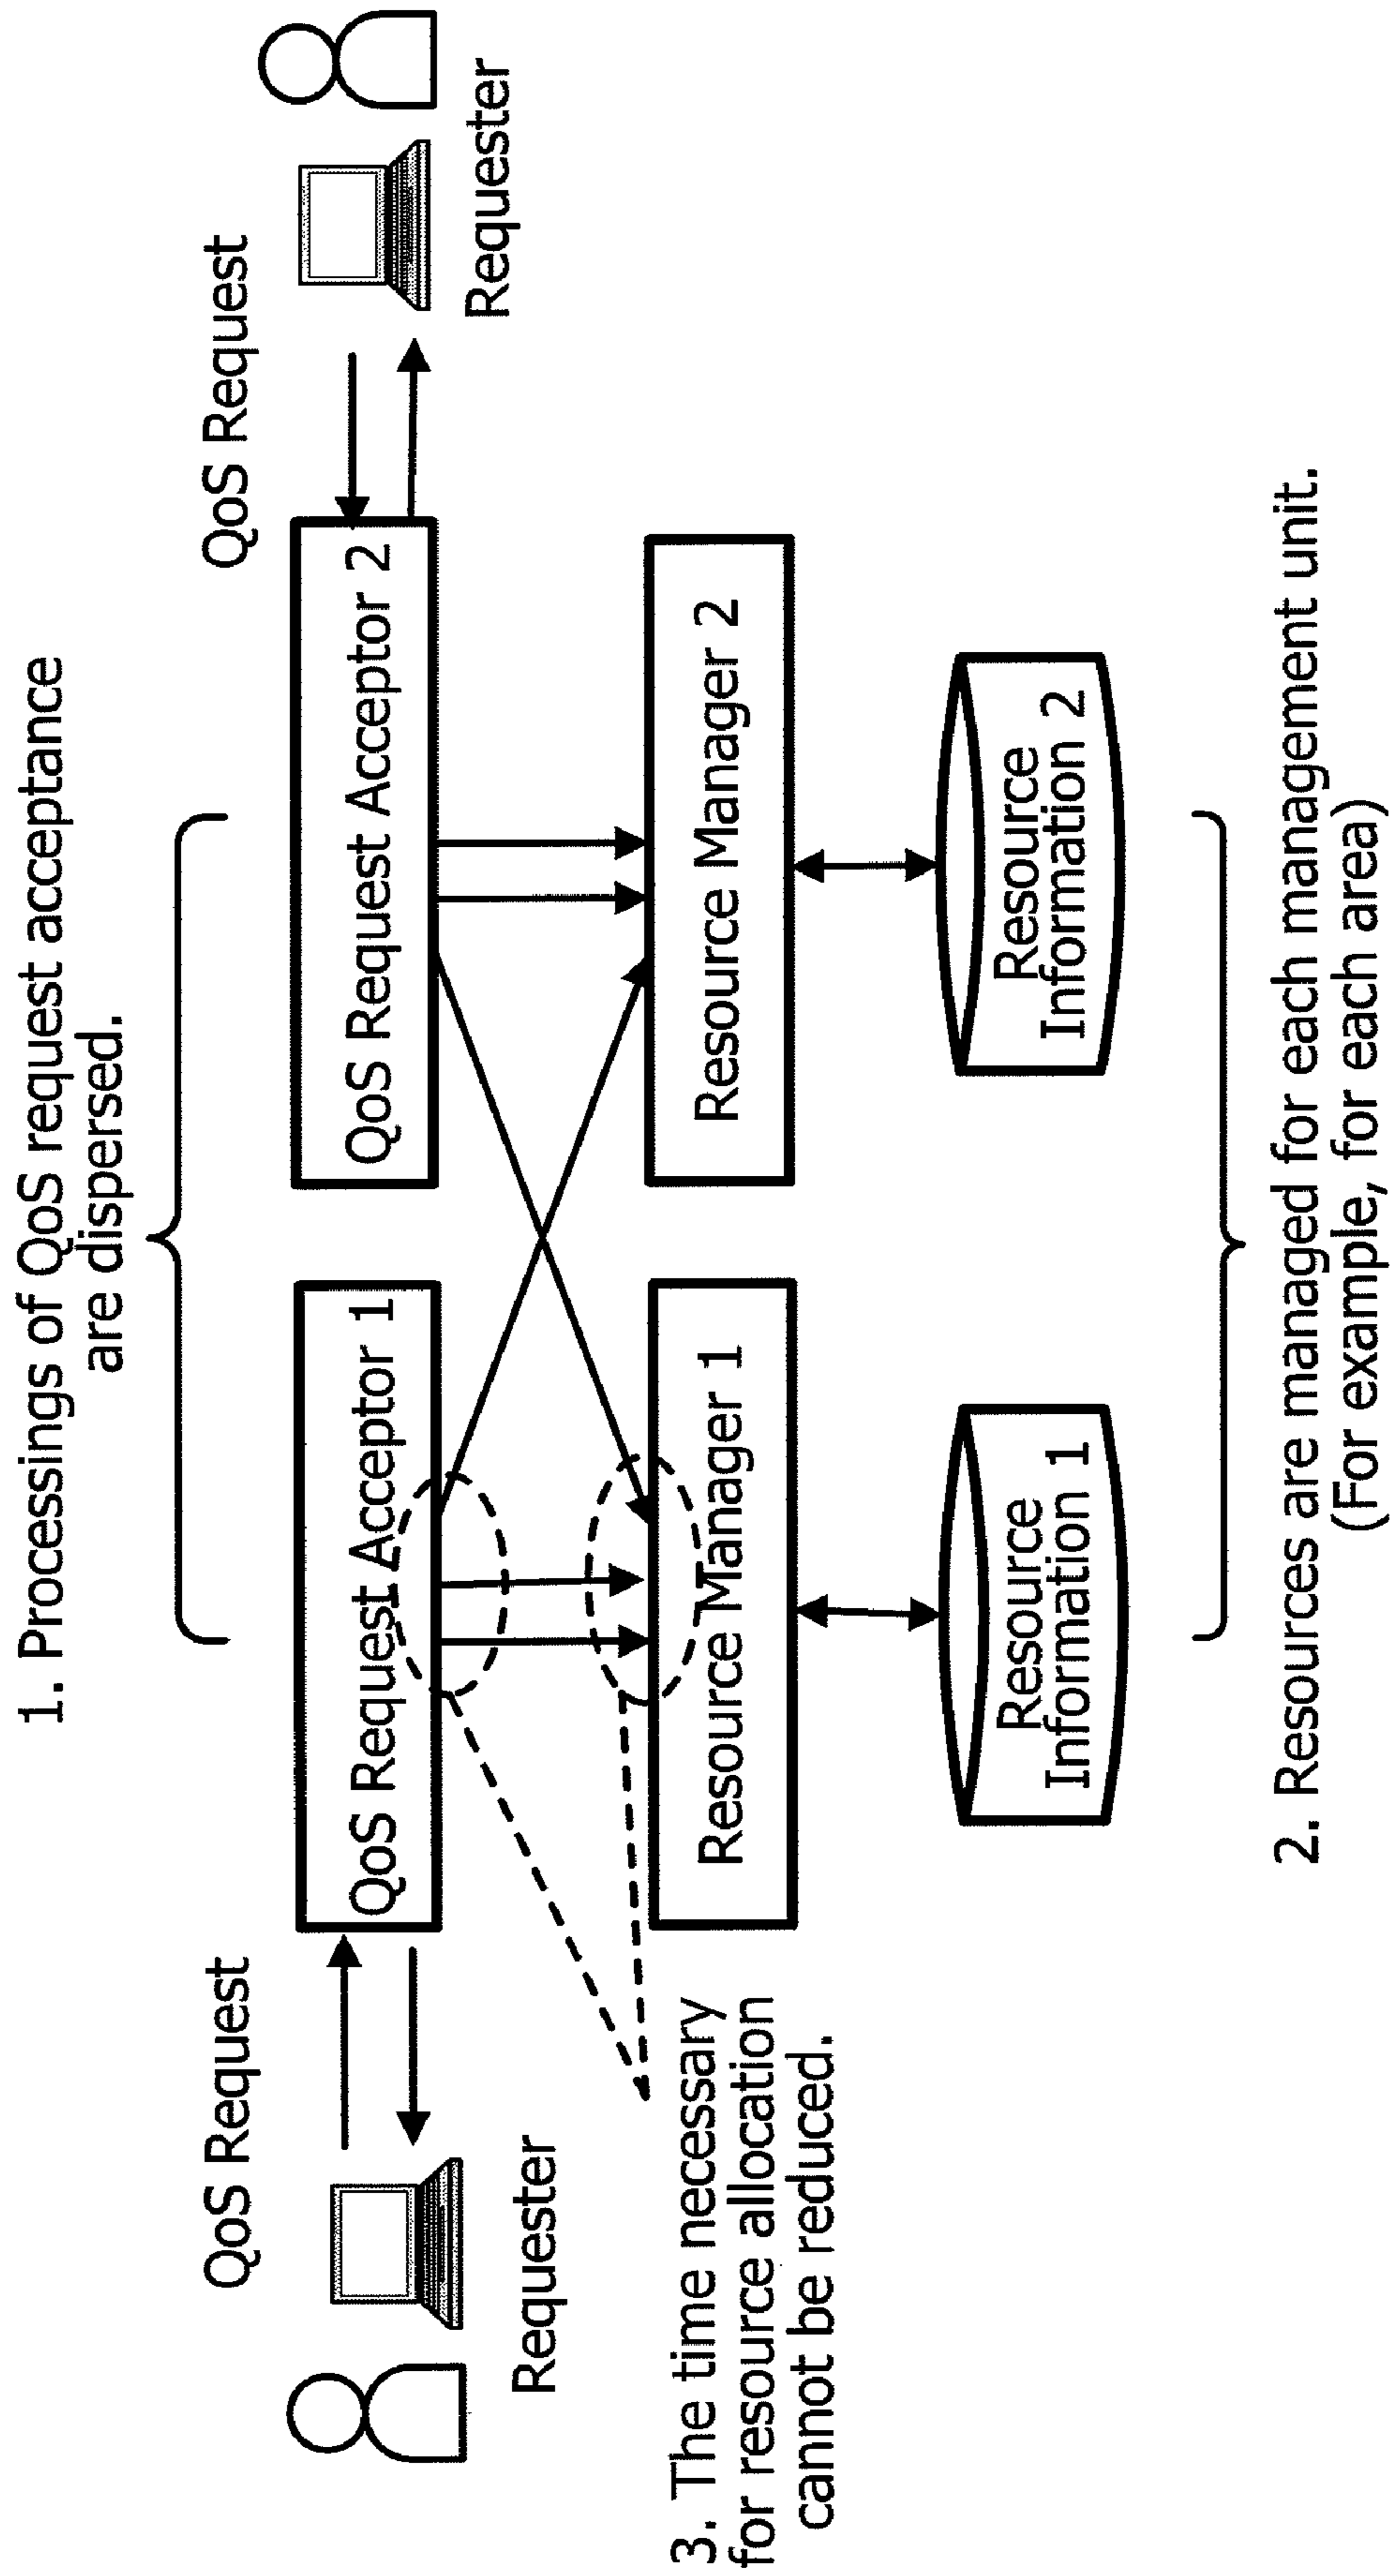 1. Processings of QoS request acceptance
are dispersed.
QoS Request
QoS Request
Requester
Requester
QoS Request Acceptor 1
QoS Request Acceptor 2
Resource Manager 1
Resource Manager 2
3. The time necessary
for resource allocation
cannot be reduced.
Resource
Information 1
Resource
Information 2
2. Resources are managed for each management unit.
(For example, for each area)